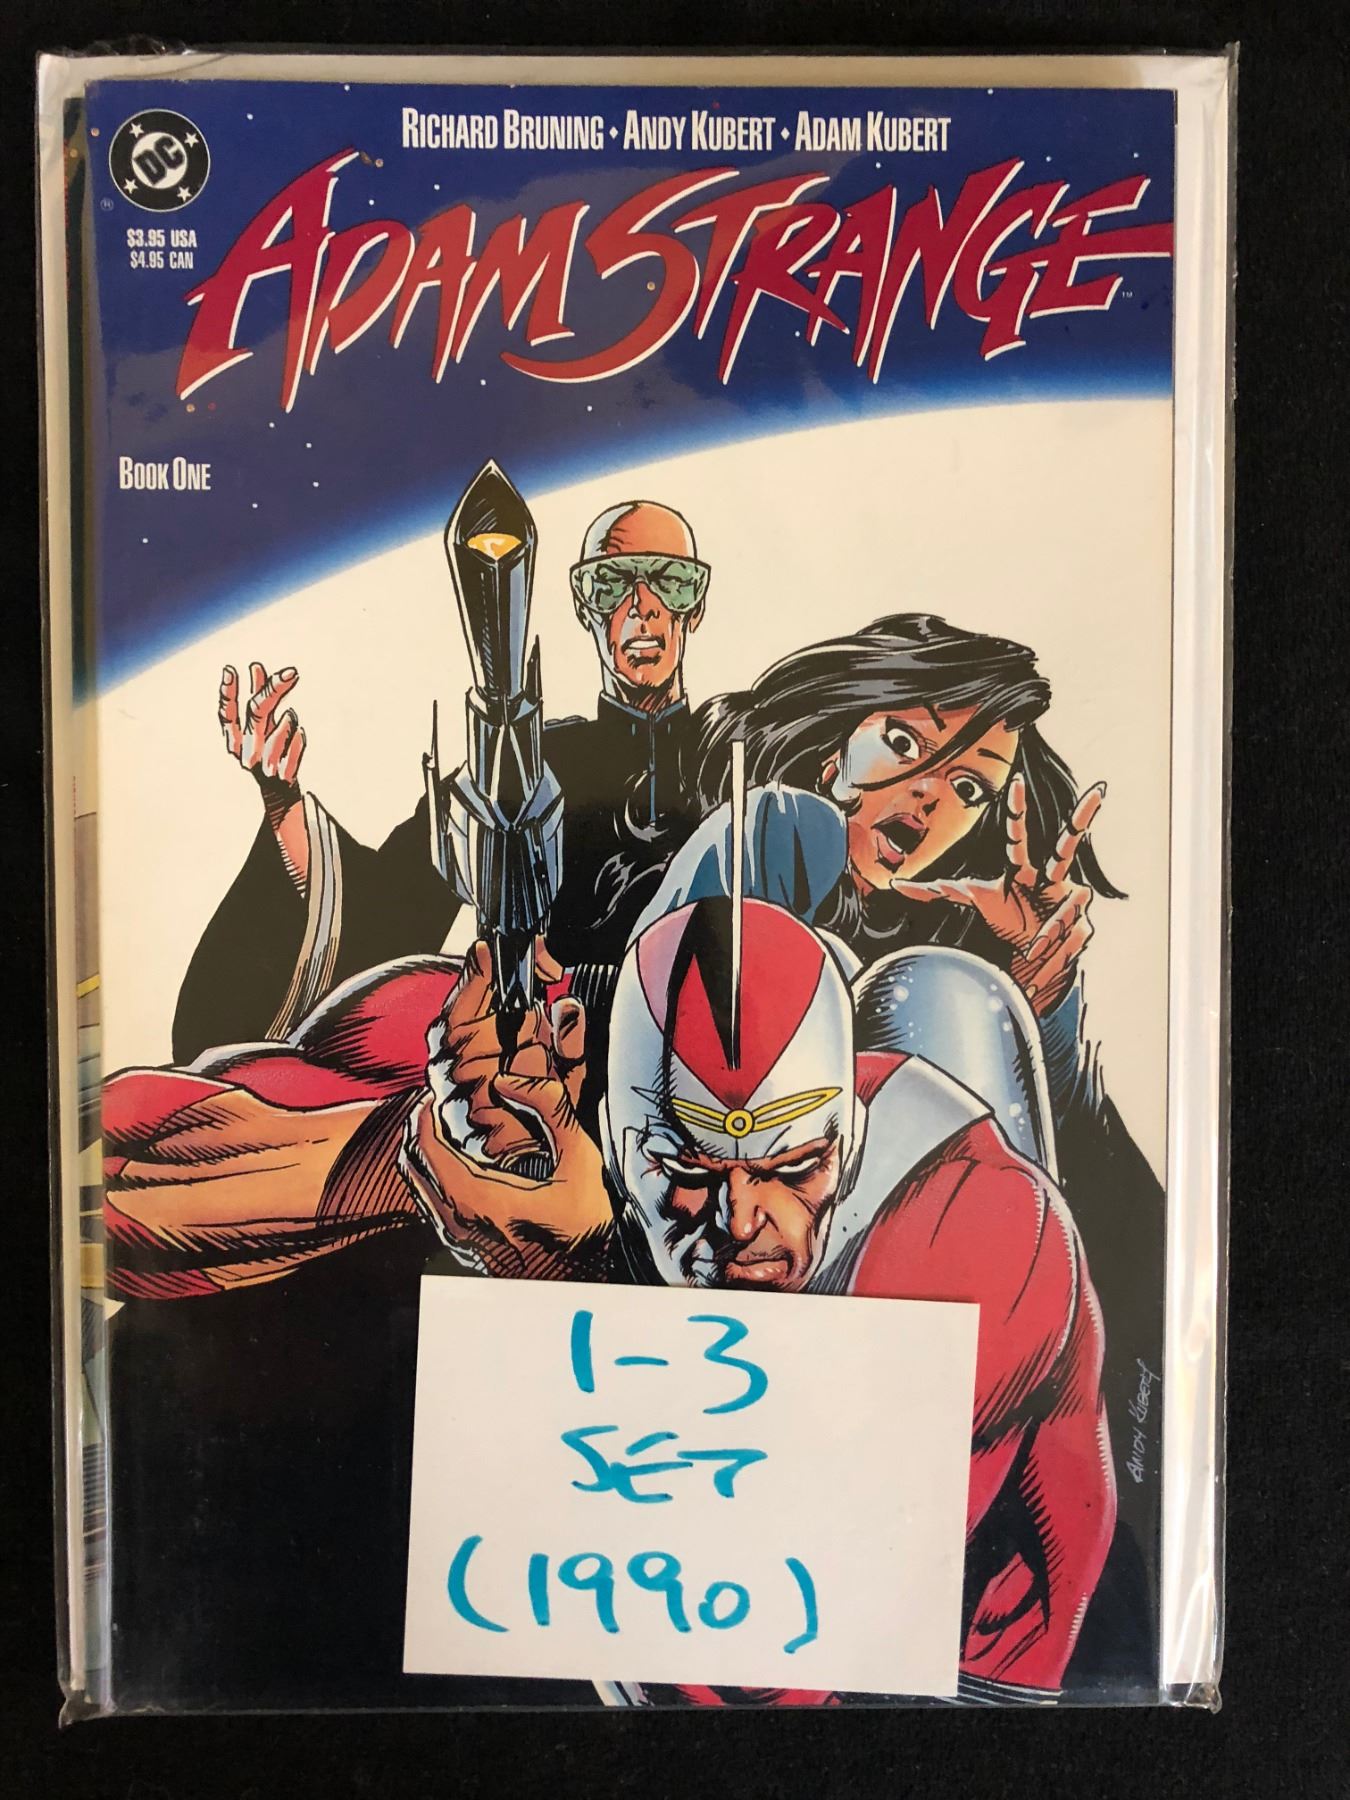 RICHARD BRUNING • ANDY KUBERT • ADAM KUBERT
DC
®
$3.95 USA
$4.95 CAN
ADAM STRANGE
TM
BOOK ONE
ANDY KUBERT
1-3
SET
(1990)